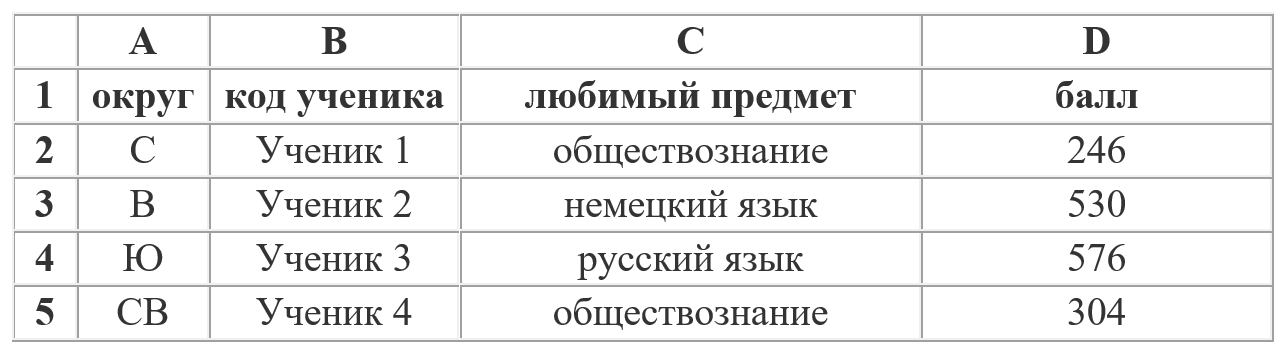 A B C D
1 округ код ученика любимый предмет балл
2 С Ученик 1 обществознание 246
3 В Ученик 2 немецкий язык 530
4 Ю Ученик 3 русский язык 576
5 СВ Ученик 4 обществознание 304